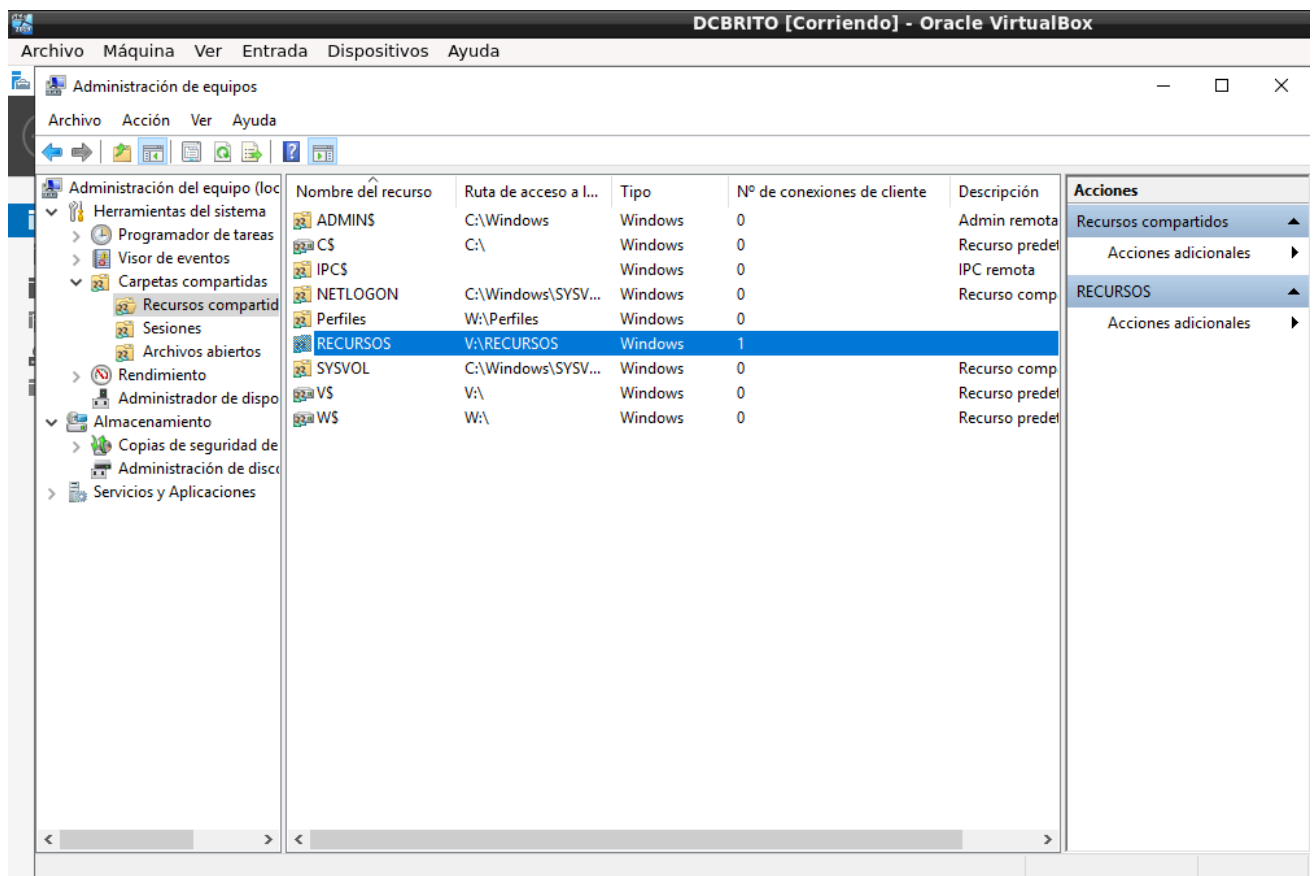 DCBRITO [Corriendo] - Oracle VirtualBox
Archivo Máquina Ver Entrada Dispositivos Ayuda
Administración de equipos
Archivo Acción Ver Ayuda
Administración del equipo (loc
Herramientas del sistema
Programador de tareas
Visor de eventos
Carpetas compartidas
Recursos compartid
Sesiones
Archivos abiertos
Rendimiento
Administrador de dispo
Almacenamiento
Copias de seguridad de
Administración de disco
Servicios y Aplicaciones
Nombre del recurso Ruta de acceso a l... Tipo Nº de conexiones de cliente Descripción
ADMIN$ C:\Windows Windows 0 Admin remota
C$ C:\ Windows 0 Recurso predet
IPC$ Windows 0 IPC remota
NETLOGON C:\Windows\SYSV... Windows 0 Recurso comp
Perfiles W:\Perfiles Windows 0
RECURSOS V:\RECURSOS Windows 1
SYSVOL C:\Windows\SYSV... Windows 0 Recurso comp
V$ V:\ Windows 0 Recurso predet
W$ W:\ Windows 0 Recurso predet
Acciones
Recursos compartidos
Acciones adicionales
RECURSOS
Acciones adicionales